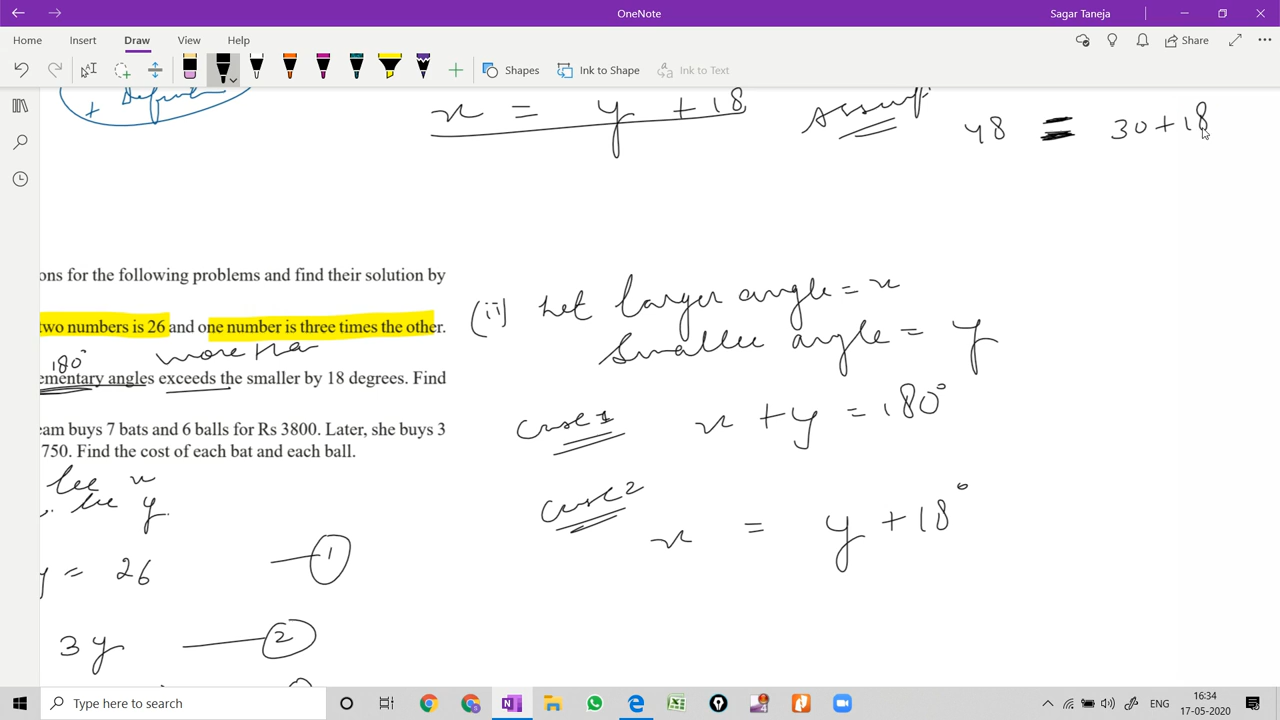 OneNote
Sagar Taneja
Home Insert Draw View Help
Share
Shapes
Ink to Shape
Ink to Text
x = y + 18
48 = 30 + 18
ons for the following problems and find their solution by
two numbers is 26 and one number is three times the other.
180° more than
ementary angles exceeds the smaller by 18 degrees. Find
eam buys 7 bats and 6 balls for Rs 3800. Later, she buys 3
750. Find the cost of each bat and each ball.
(ii) Let larger angle = x
Smaller angle = y
Case 1 x + y = 180°
Case 2 x = y + 18°
be x
be y
y = 26 — 1
3y — 2
Type here to search
ENG
16:34
17-05-2020